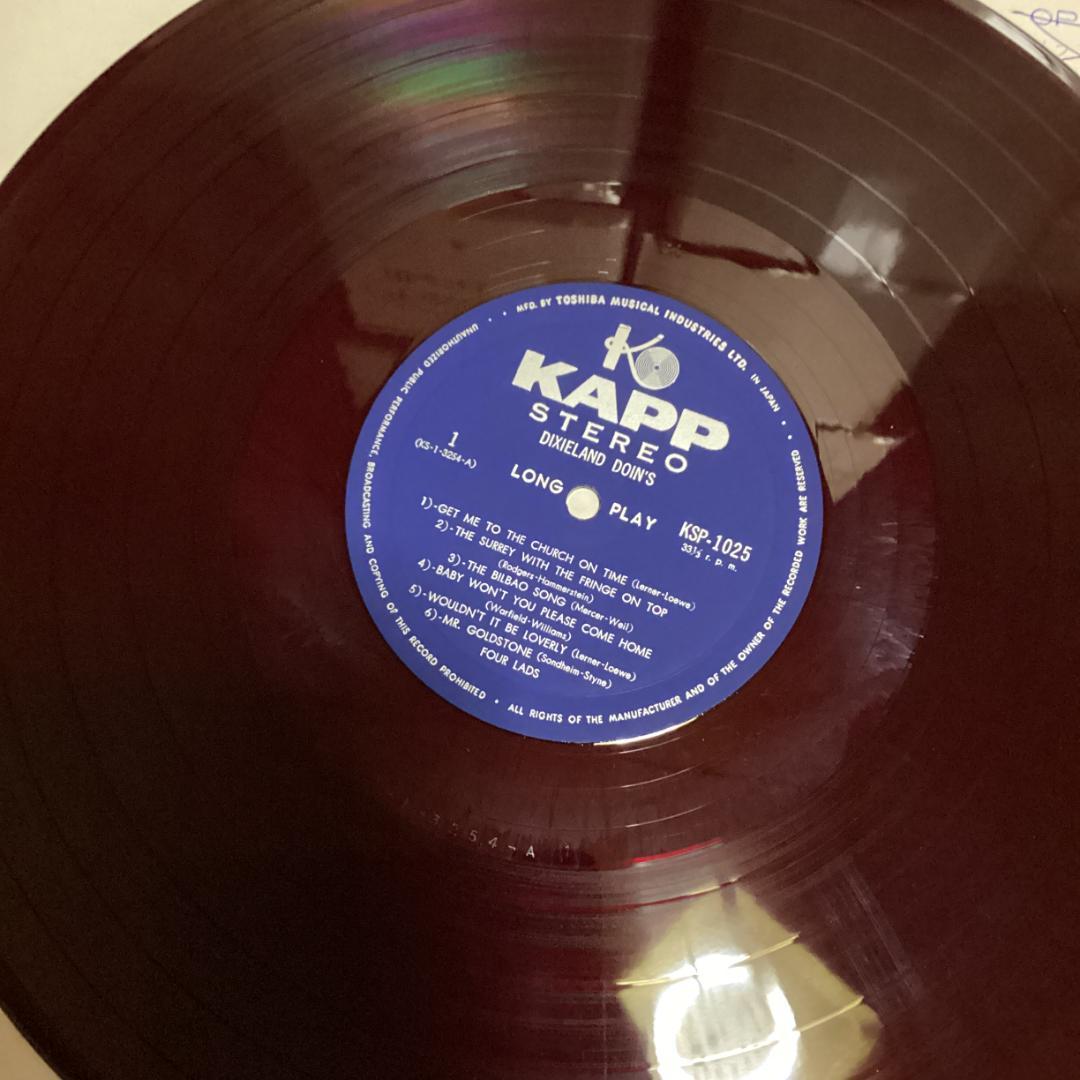 MFD. BY TOSHIBA MUSICAL INDUSTRIES LTD. IN JAPAN
K
KAPP
STEREO
DIXIELAND DOIN'S
1
(KS-1-3254-A)
LONG PLAY
KSP-1025
33⅓ r. p. m.
1)-GET ME TO THE CHURCH ON TIME (Lerner-Loewe)
2)-THE SURREY WITH THE FRINGE ON TOP
(Rodgers-Hammerstein)
3)-THE BILBAO SONG (Mercer-Weil)
4)-BABY WON'T YOU PLEASE COME HOME
(Warfield-Williams)
5)-WOULDN'T IT BE LOVERLY (Lerner-Loewe)
6)-MR. GOLDSTONE (Sondheim-Styne)
FOUR LADS
UNAUTHORIZED PUBLIC PERFORMANCE, BROADCASTING AND COPYING OF THIS RECORD PROHIBITED • ALL RIGHTS OF THE MANUFACTURER AND OF THE OWNER OF THE RECORDED WORK ARE RESERVED
3254-A
OP